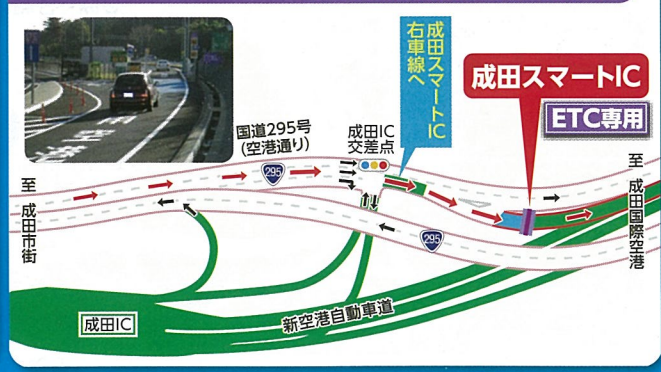 成田スマートIC
右車線へ
成田スマートIC
ETC専用
国道295号
(空港通り)
成田IC
交差点
295
至 成田市街
至 成田国際空港
295
新空港自動車道
成田IC